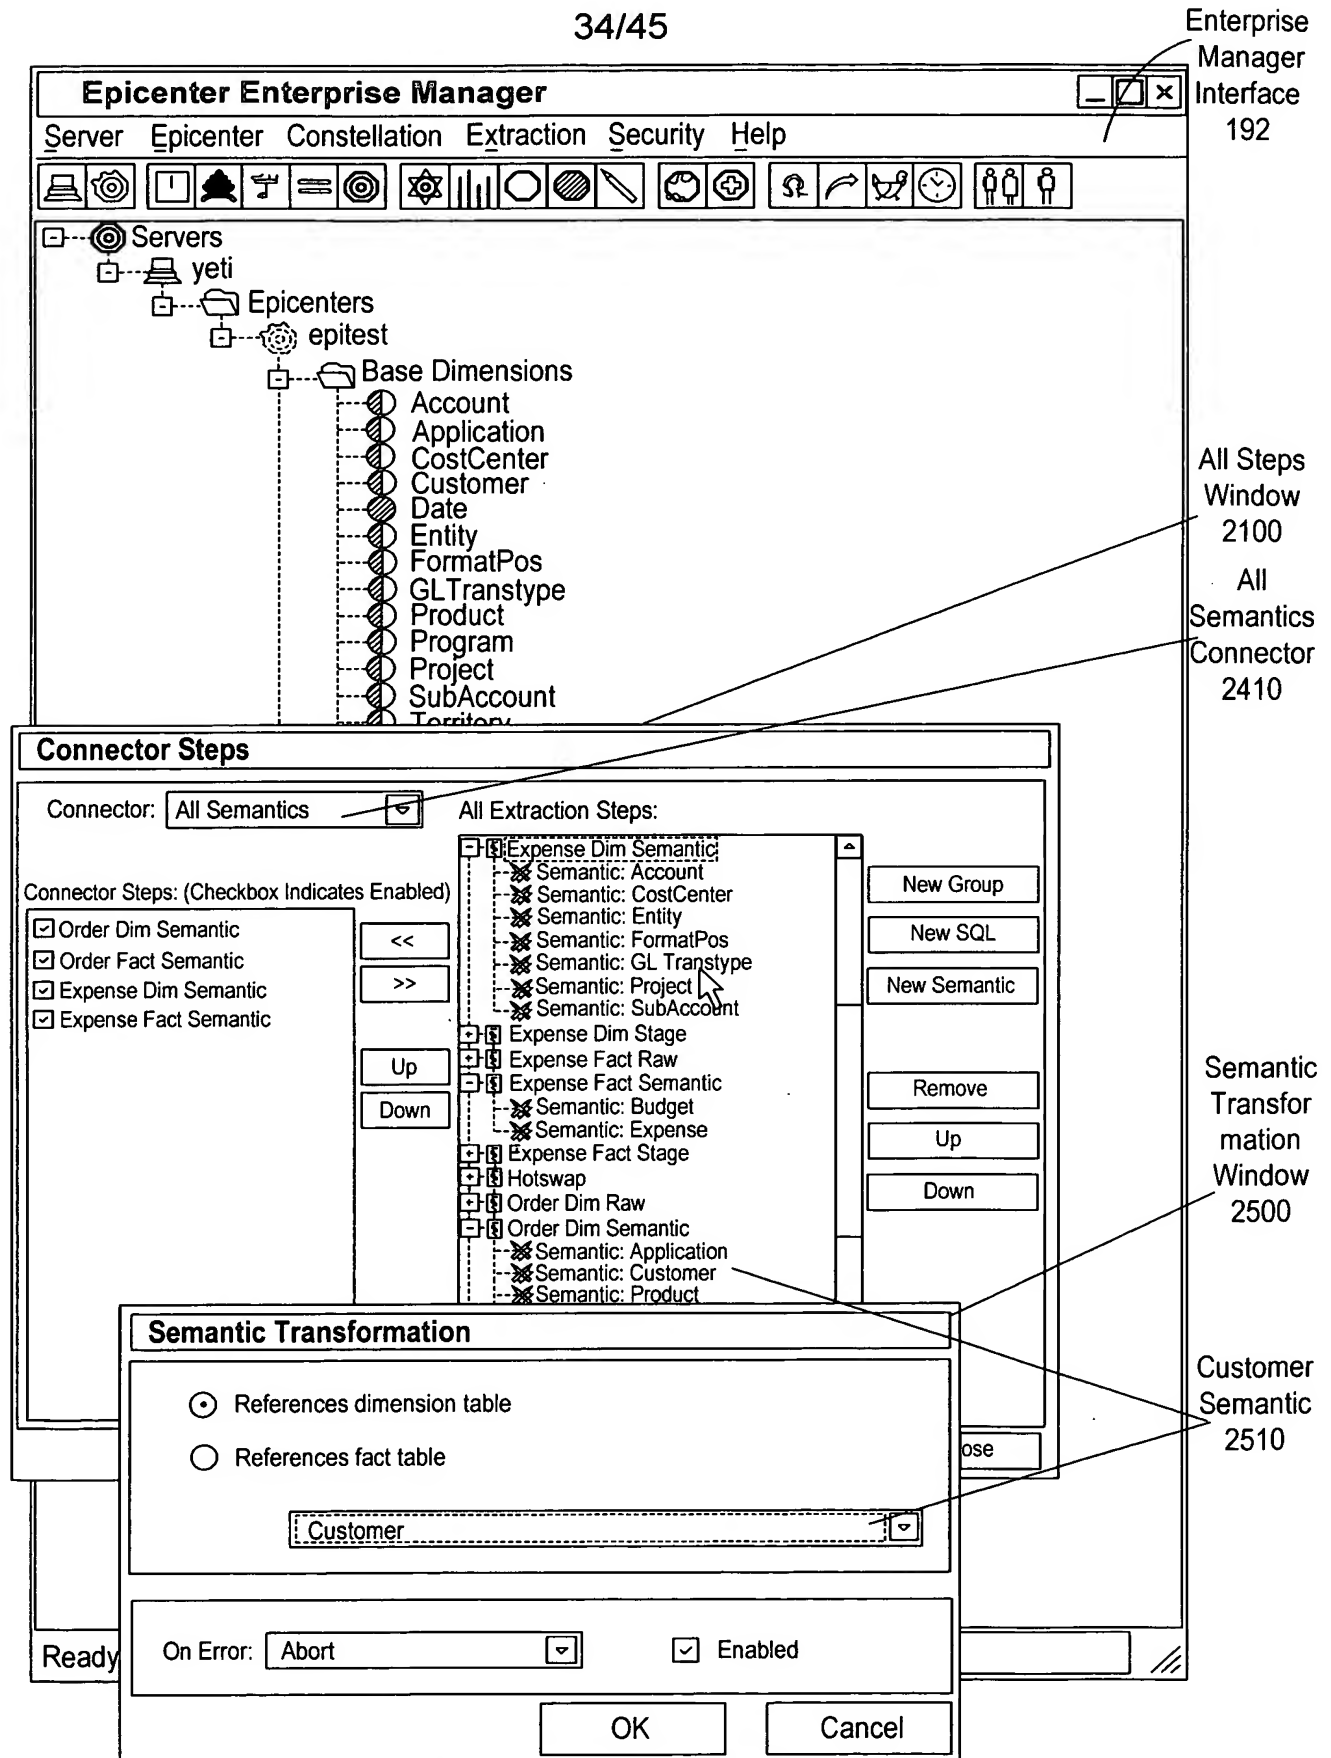 34/45
Enterprise
Manager
Interface
192
Epicenter Enterprise Manager
Server Epicenter Constellation Extraction Security Help
Servers
yeti
Epicenters
epitest
Base Dimensions
Account
Application
CostCenter
Customer
Date
Entity
FormatPos
GLTranstype
Product
Program
Project
SubAccount
Territory
All Steps
Window
2100
All
Semantics
Connector
2410
Connector Steps
Connector: All Semantics
All Extraction Steps:
Connector Steps: (Checkbox Indicates Enabled)
Order Dim Semantic
Order Fact Semantic
Expense Dim Semantic
Expense Fact Semantic
<<
>>
Up
Down
Expense Dim Semantic
Semantic: Account
Semantic: CostCenter
Semantic: Entity
Semantic: FormatPos
Semantic: GL Transtype
Semantic: Project
Semantic: SubAccount
Expense Dim Stage
Expense Fact Raw
Expense Fact Semantic
Semantic: Budget
Semantic: Expense
Expense Fact Stage
Hotswap
Order Dim Raw
Order Dim Semantic
Semantic: Application
Semantic: Customer
Semantic: Product
New Group
New SQL
New Semantic
Remove
Up
Down
ose
Semantic
Transfor
mation
Window
2500
Customer
Semantic
2510
Semantic Transformation
References dimension table
References fact table
Customer
On Error: Abort
Enabled
Ready
OK
Cancel